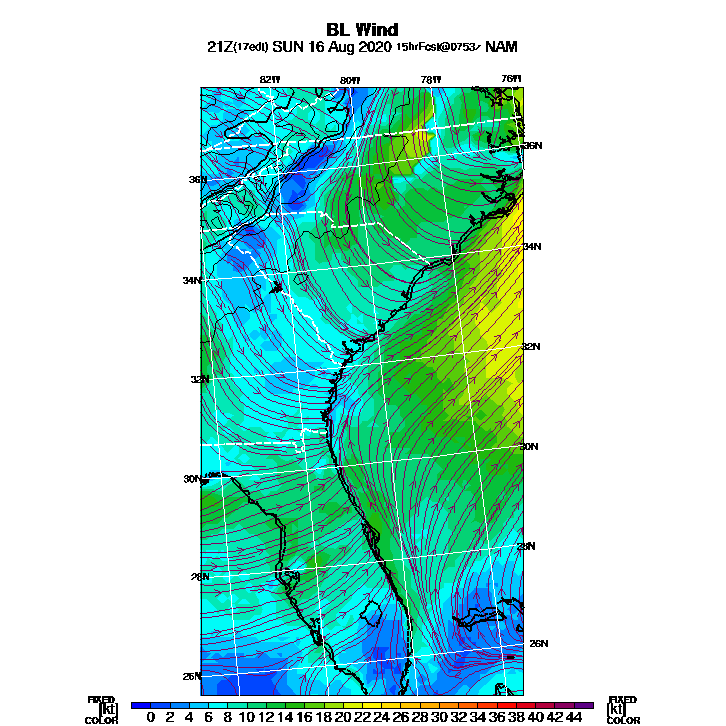 BL Wind
21Z(17edt) SUN 16 Aug 2020 15hrFcst@0753z NAM
82W 80W 78W 76W
36N
36N
34N
34N
32N
32N
30N
30N
28N
28N
26N
26N
FIXED FIXED
[kt] 0 2 4 6 8 10 12 14 16 18 20 22 24 26 28 30 32 34 36 38 40 42 44 [kt]
COLOR COLOR